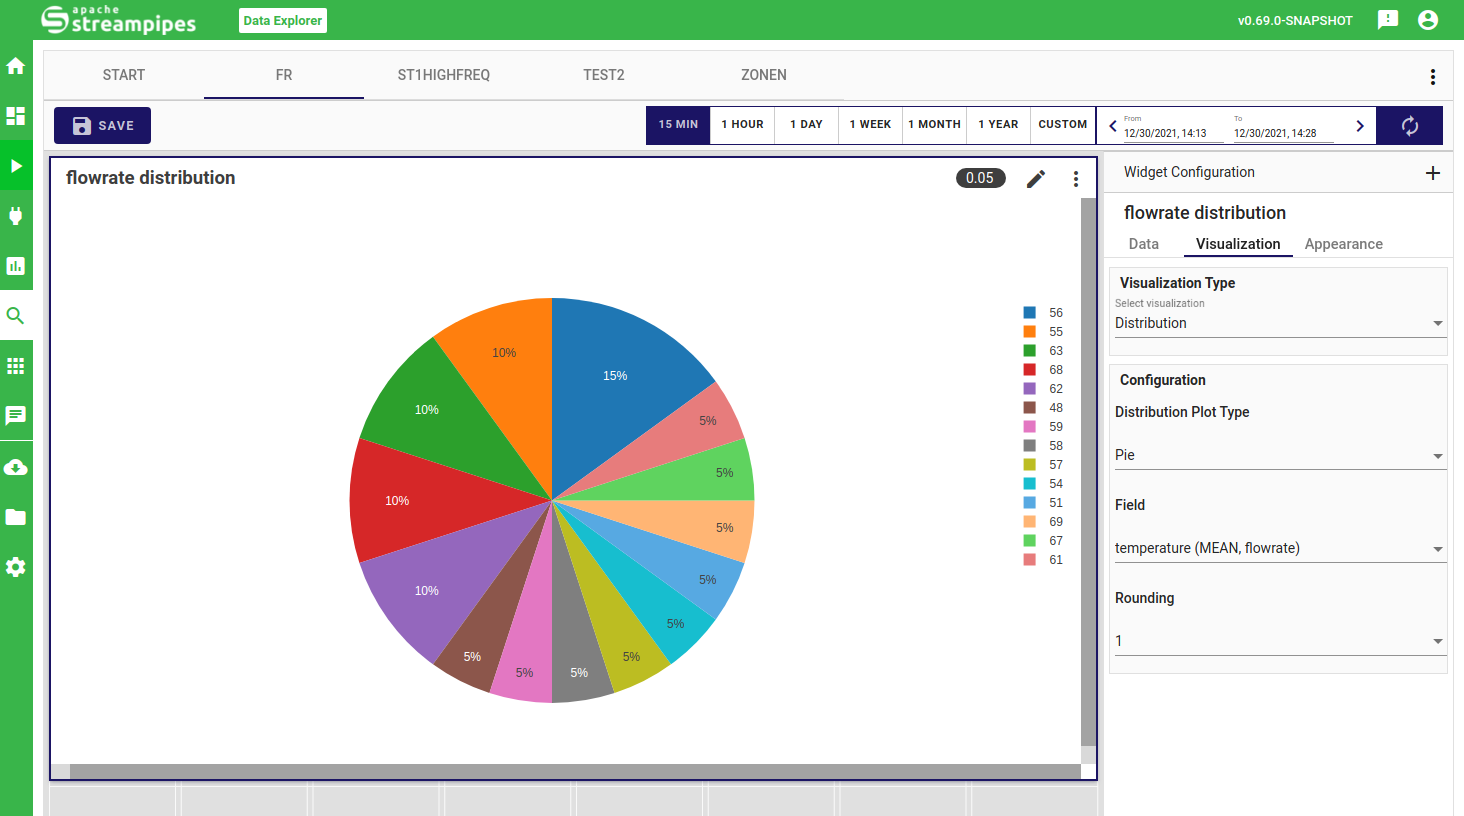 apache
streampipes
Data Explorer
v0.69.0-SNAPSHOT
START FR ST1HIGHFREQ TEST2 ZONEN
SAVE
15 MIN 1 HOUR 1 DAY 1 WEEK 1 MONTH 1 YEAR CUSTOM
From To
12/30/2021, 14:13 12/30/2021, 14:28
flowrate distribution
0.05
15%
10%
10%
10%
10%
5%
5%
5%
5%
5%
5%
5%
5%
5%
56
55
63
68
62
48
59
58
57
54
51
69
67
61
Widget Configuration
flowrate distribution
Data Visualization Appearance
Visualization Type
Select visualization
Distribution
Configuration
Distribution Plot Type
Pie
Field
temperature (MEAN, flowrate)
Rounding
1